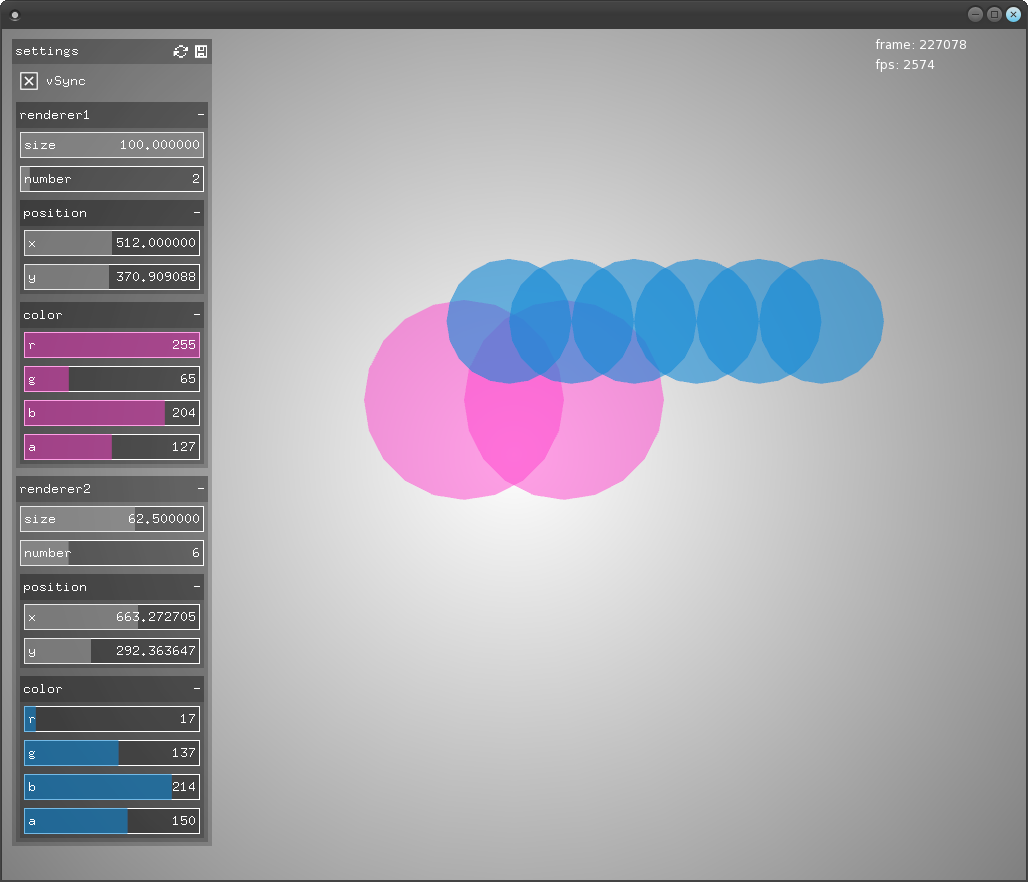 settings
vSync
renderer1 -
size 100.000000
number 2
position -
x 512.000000
y 370.909088
color -
r 255
g 65
b 204
a 127
renderer2 -
size 62.500000
number 6
position -
x 663.272705
y 292.363647
color -
r 17
g 137
b 214
a 150
frame: 227078
fps: 2574